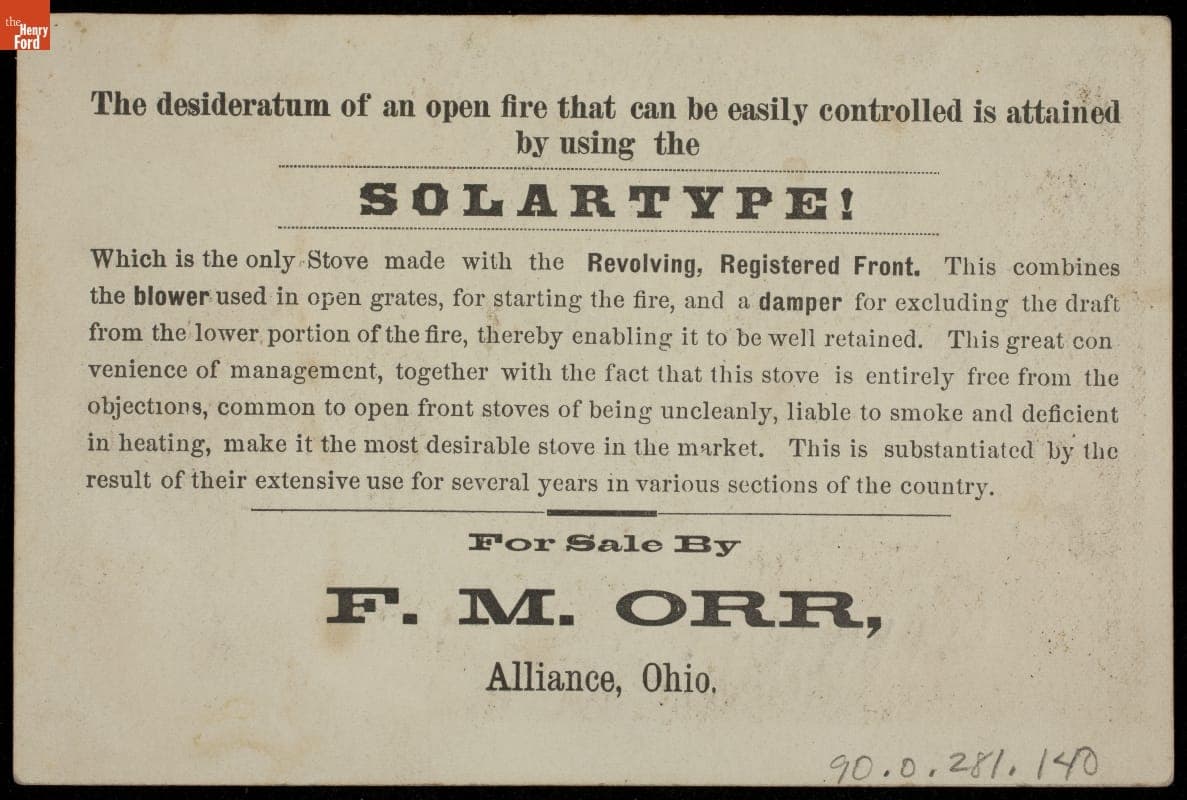 the
Henry
Ford
The desideratum of an open fire that can be easily controlled is attained
by using the
SOLARTYPE!
Which is the only Stove made with the Revolving, Registered Front. This combines
the blower used in open grates, for starting the fire, and a damper for excluding the draft
from the lower portion of the fire, thereby enabling it to be well retained. This great con
venience of management, together with the fact that this stove is entirely free from the
objections, common to open front stoves of being uncleanly, liable to smoke and deficient
in heating, make it the most desirable stove in the market. This is substantiated by the
result of their extensive use for several years in various sections of the country.
For Sale By
F. M. ORR,
Alliance, Ohio.
90.0.281.140